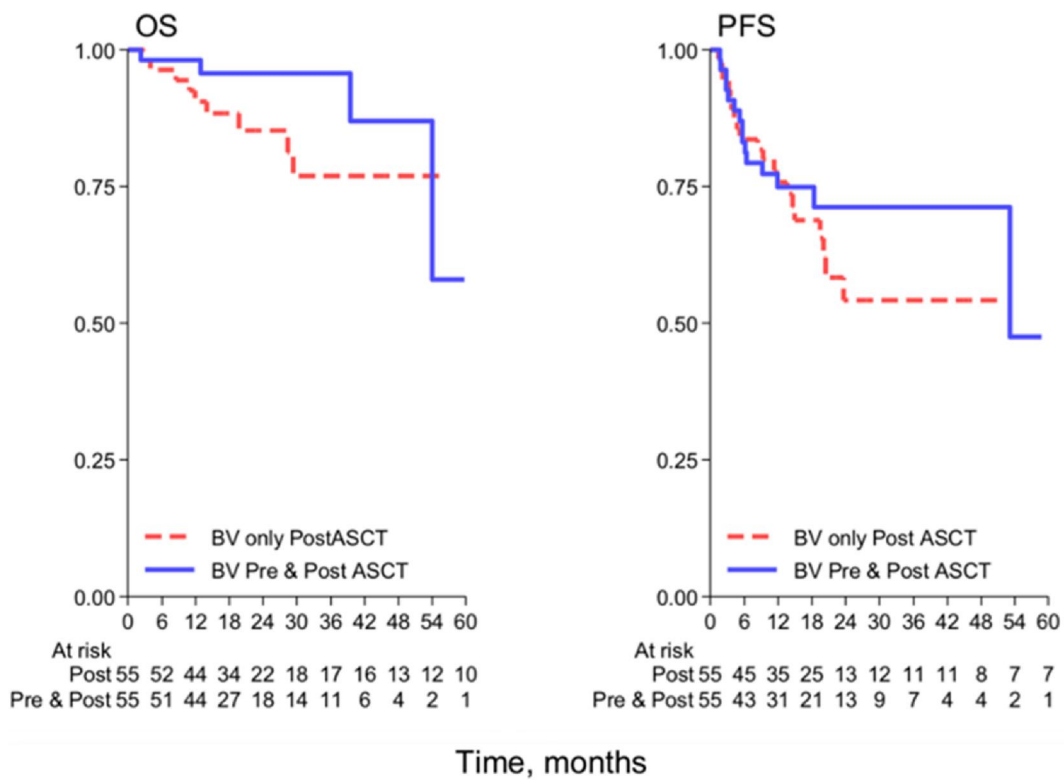 OS
1.00
0.75
0.50
0.25
0.00
BV only PostASCT
BV Pre & Post ASCT
0 6 12 18 24 30 36 42 48 54 60
At risk
Post 55 52 44 34 22 18 17 16 13 12 10
Pre & Post 55 51 44 27 18 14 11 6 4 2 1
PFS
1.00
0.75
0.50
0.25
0.00
BV only Post ASCT
BV Pre & Post ASCT
0 6 12 18 24 30 36 42 48 54 60
At risk
Post 55 45 35 25 13 12 11 11 8 7 7
Pre & Post 55 43 31 21 13 9 7 4 4 2 1
Time, months